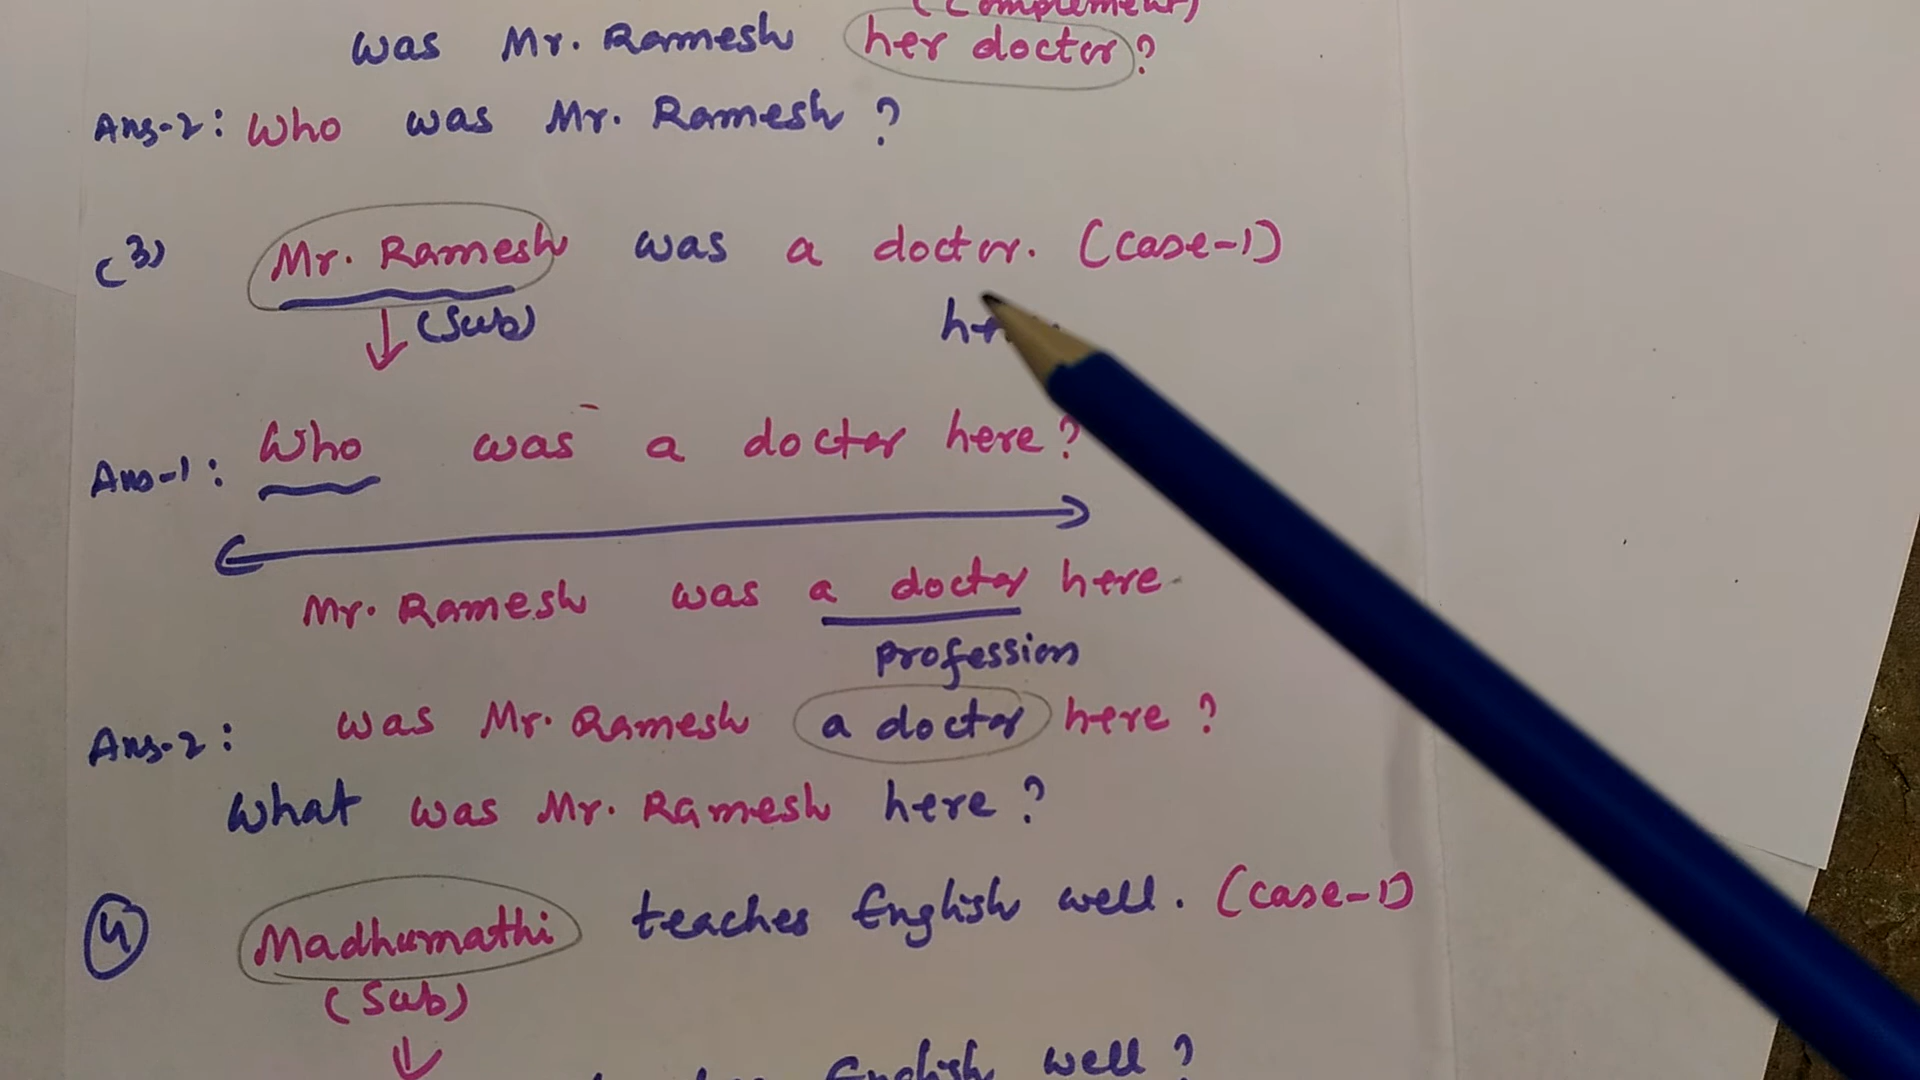 (Complement)
was Mr. Ramesh her doctor?
Ans-2: Who was Mr. Ramesh?
(3) Mr. Ramesh was a doctor. (case-1)
(Sub)
Ans-1: Who was a doctor here?
Mr. Ramesh was a doctor here
profession
Ans-2: was Mr. Ramesh a doctor here?
What was Mr. Ramesh here?
4 Madhumathi teaches English well. (case-1)
(Sub)
English well?